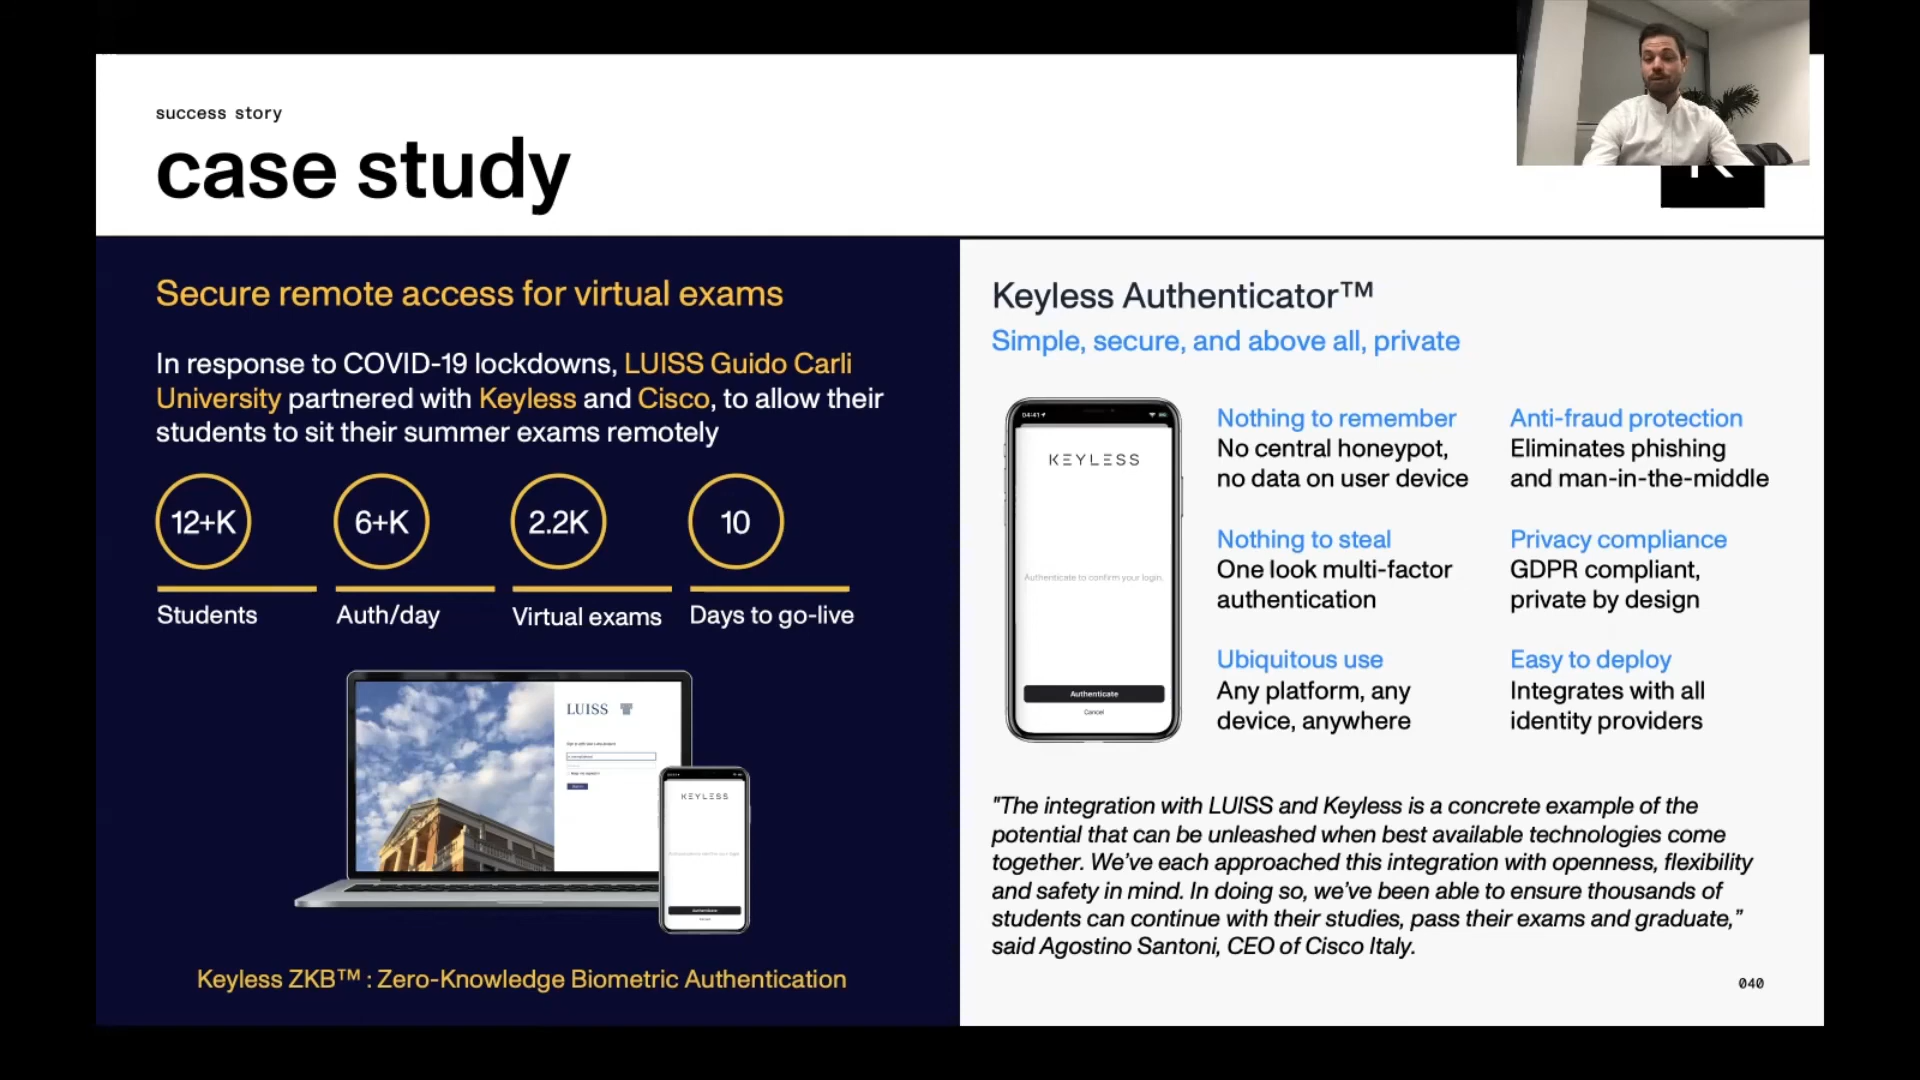 success story
case study
Secure remote access for virtual exams
In response to COVID-19 lockdowns, LUISS Guido Carli
University partnered with Keyless and Cisco, to allow their
students to sit their summer exams remotely
12+K
6+K
2.2K
10
Students
Auth/day
Virtual exams
Days to go-live
LUISS
KEYLESS
Authenticate
Keyless ZKB™ : Zero-Knowledge Biometric Authentication
Keyless Authenticator™
Simple, secure, and above all, private
04:41
KEYLESS
Authenticate to confirm your login.
Authenticate
Cancel
Nothing to remember
No central honeypot,
no data on user device
Anti-fraud protection
Eliminates phishing
and man-in-the-middle
Nothing to steal
One look multi-factor
authentication
Privacy compliance
GDPR compliant,
private by design
Ubiquitous use
Any platform, any
device, anywhere
Easy to deploy
Integrates with all
identity providers
"The integration with LUISS and Keyless is a concrete example of the
potential that can be unleashed when best available technologies come
together. We’ve each approached this integration with openness, flexibility
and safety in mind. In doing so, we’ve been able to ensure thousands of
students can continue with their studies, pass their exams and graduate,”
said Agostino Santoni, CEO of Cisco Italy.
040